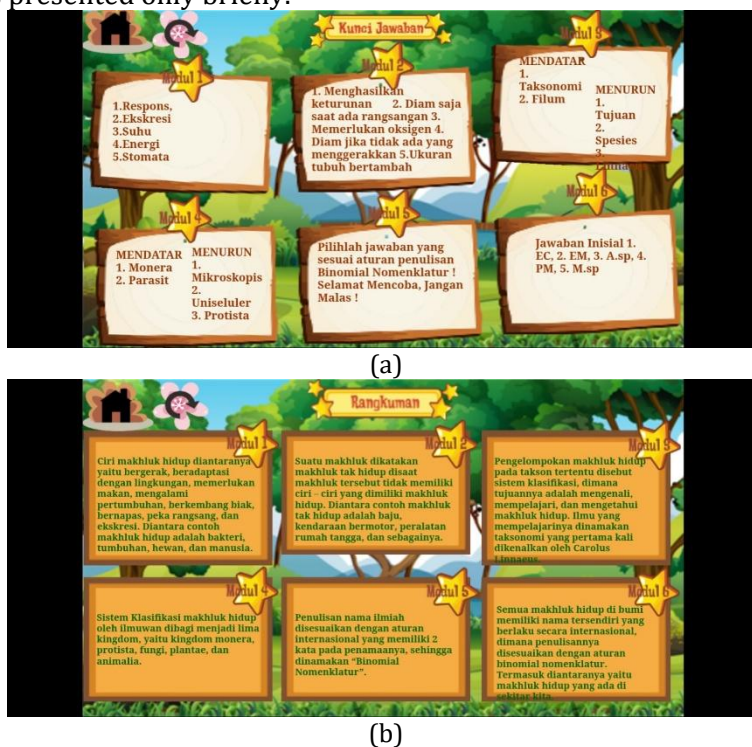 presented only briefly.
Kunci Jawaban
Modul 1
1.Respons,
2.Ekskresi
3.Suhu
4.Energi
5.Stomata
Modul 2
1. Menghasilkan
keturunan 2. Diam saja
saat ada rangsangan 3.
Memerlukan oksigen 4.
Diam jika tidak ada yang
menggerakkan 5.Ukuran
tubuh bertambah
Modul 3
MENDATAR
1.
Taksonomi
2. Filum
MENURUN
1.
Tujuan
2.
Spesies
3.
Modul 4
MENDATAR
1. Monera
2. Parasit
MENURUN
1.
Mikroskopis
2.
Uniseluler
3. Protista
Modul 5
Pilihlah jawaban yang
sesuai aturan penulisan
Binomial Nomenklatur !
Selamat Mencoba, Jangan
Malas !
Modul 6
Jawaban Inisial 1.
EC, 2. EM, 3. A.sp, 4.
PM, 5. M.sp
(a)
Rangkuman
Modul 1
Ciri makhluk hidup diantaranya
yaitu bergerak, beradaptasi
dengan lingkungan, memerlukan
makan, mengalami
pertumbuhan, berkembang biak,
bernapas, peka rangsang, dan
ekskresi. Diantara contoh
makhluk hidup adalah bakteri,
tumbuhan, hewan, dan manusia.
Modul 2
Suatu makhluk dikatakan
makhluk tak hidup disaat
makhluk tersebut tidak memiliki
ciri – ciri yang dimiliki makhluk
hidup. Diantara contoh makhluk
tak hidup adalah baju,
kendaraan bermotor, peralatan
rumah tangga, dan sebagainya.
Modul 3
Pengelompokan makhluk hidup
pada takson tertentu disebut
sistem klasifikasi, dimana
tujuannya adalah mengenali,
mempelajari, dan mengetahui
makhluk hidup. Ilmu yang
mempelajarinya dinamakan
taksonomi yang pertama kali
dikenalkan oleh Carolus
Linnaeus.
Modul 4
Sistem Klasifikasi makhluk hidup
oleh ilmuwan dibagi menjadi lima
kingdom, yaitu kingdom monera,
protista, fungi, plantae, dan
animalia.
Modul 5
Penulisan nama ilmiah
disesuaikan dengan aturan
internasional yang memiliki 2
kata pada penamaanya, sehingga
dinamakan "Binomial
Nomenklatur".
Modul 6
Semua makhluk hidup di bumi
memiliki nama tersendiri yang
berlaku secara internasional,
dimana penulisannya
disesuaikan dengan aturan
binomial nomenklatur.
Termasuk diantaranya yaitu
makhluk hidup yang ada di
sekitar kita.
(b)